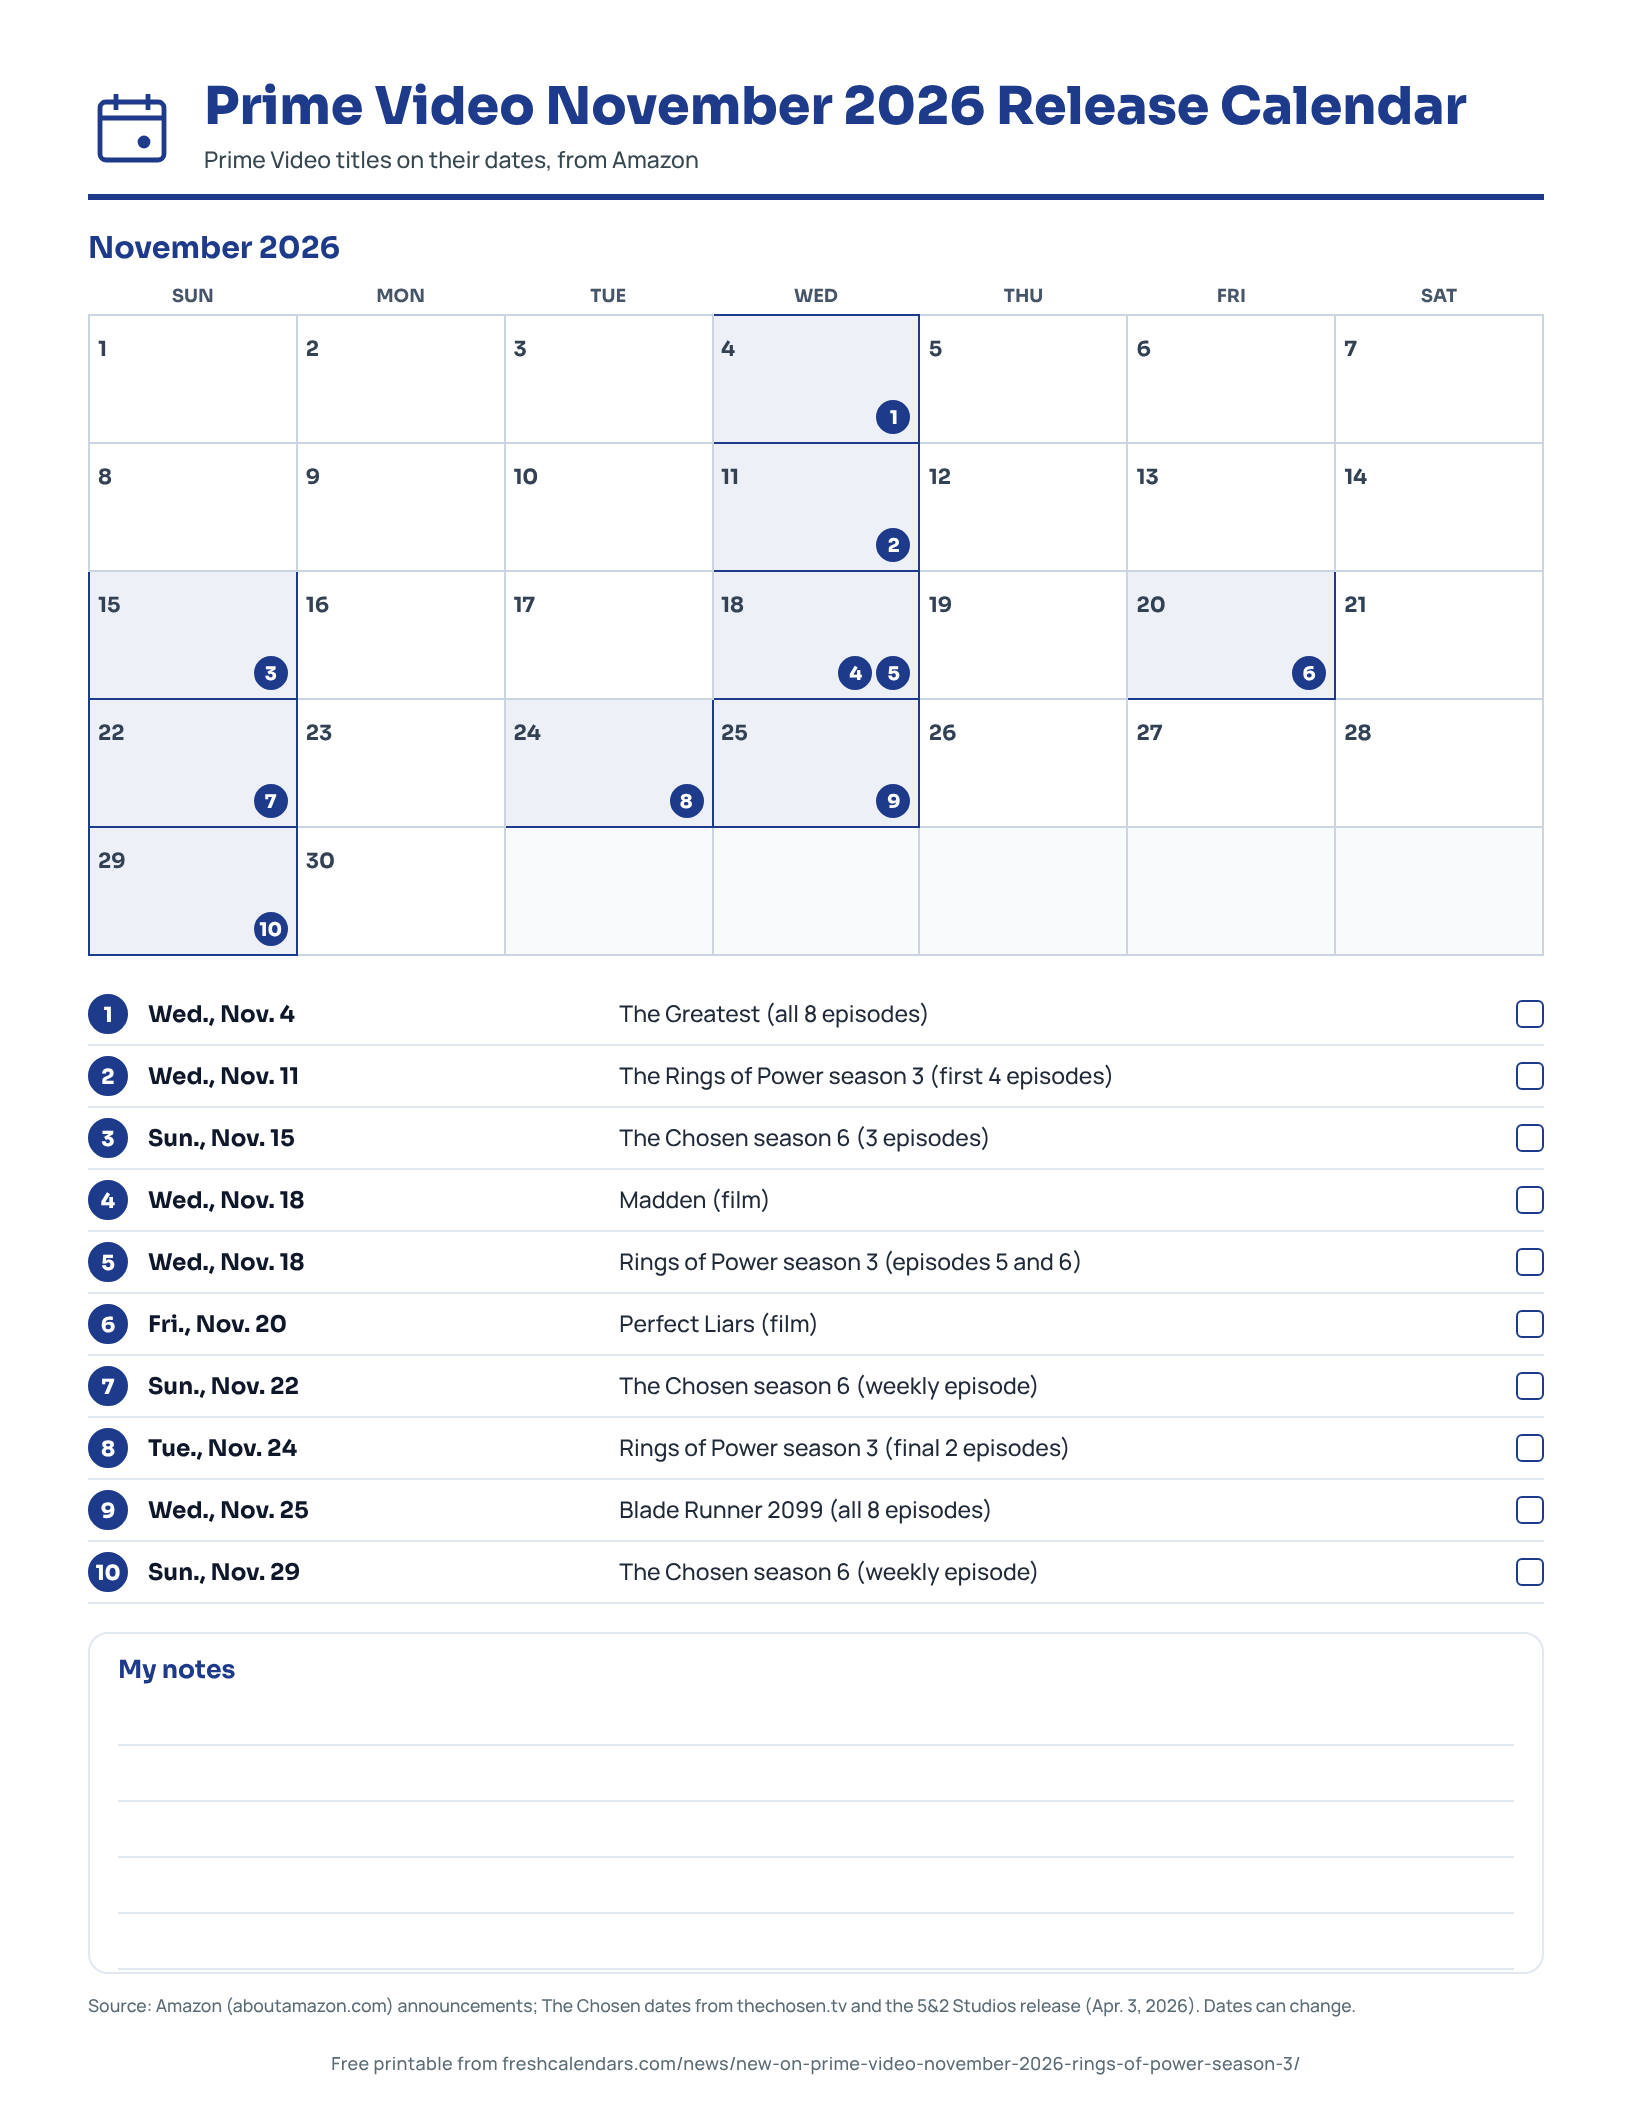 Prime Video November 2026 Release Calendar
Prime Video titles on their dates, from Amazon
November 2026
SUN MON TUE WED THU FRI SAT
1 2 3 4 5 6 7
1
8 9 10 11 12 13 14
2
15 16 17 18 19 20 21
3 4 5 6
22 23 24 25 26 27 28
7 8 9
29 30
10
1 Wed., Nov. 4 The Greatest (all 8 episodes)
2 Wed., Nov. 11 The Rings of Power season 3 (first 4 episodes)
3 Sun., Nov. 15 The Chosen season 6 (3 episodes)
4 Wed., Nov. 18 Madden (film)
5 Wed., Nov. 18 Rings of Power season 3 (episodes 5 and 6)
6 Fri., Nov. 20 Perfect Liars (film)
7 Sun., Nov. 22 The Chosen season 6 (weekly episode)
8 Tue., Nov. 24 Rings of Power season 3 (final 2 episodes)
9 Wed., Nov. 25 Blade Runner 2099 (all 8 episodes)
10 Sun., Nov. 29 The Chosen season 6 (weekly episode)
My notes
Source: Amazon (aboutamazon.com) announcements; The Chosen dates from thechosen.tv and the 5&2 Studios release (Apr. 3, 2026). Dates can change.
Free printable from freshcalendars.com/news/new-on-prime-video-november-2026-rings-of-power-season-3/